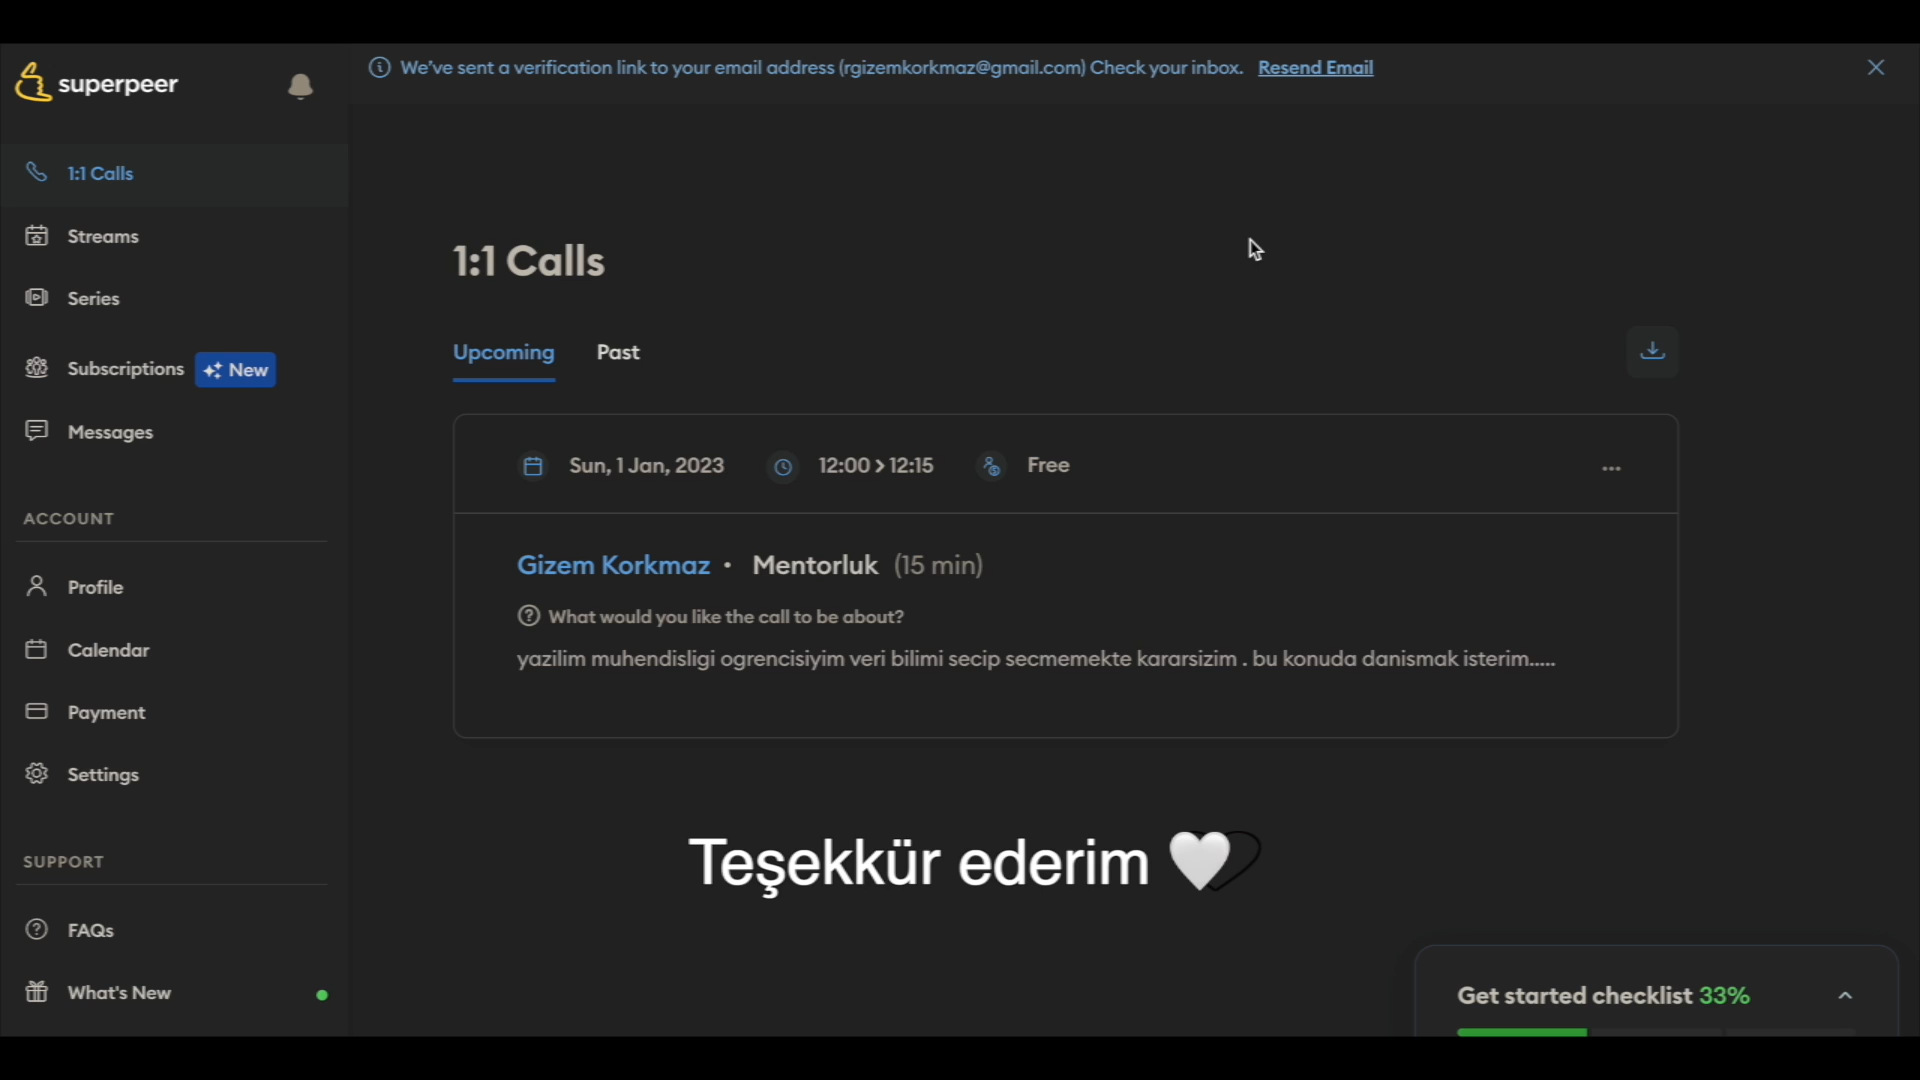 superpeer
We've sent a verification link to your email address (rgizemkorkmaz@gmail.com) Check your inbox. Resend Email
1:1 Calls
Streams
Series
Subscriptions New
Messages
ACCOUNT
Profile
Calendar
Payment
Settings
SUPPORT
FAQs
What's New
1:1 Calls
Upcoming Past
Sun, 1 Jan, 2023 12:00 > 12:15 Free
Gizem Korkmaz • Mentorluk (15 min)
What would you like the call to be about?
yazilim muhendisligi ogrencisiyim veri bilimi secip secmemekte kararsizim . bu konuda danismak isterim.....
Teşekkür ederim 🤍
Get started checklist 33%